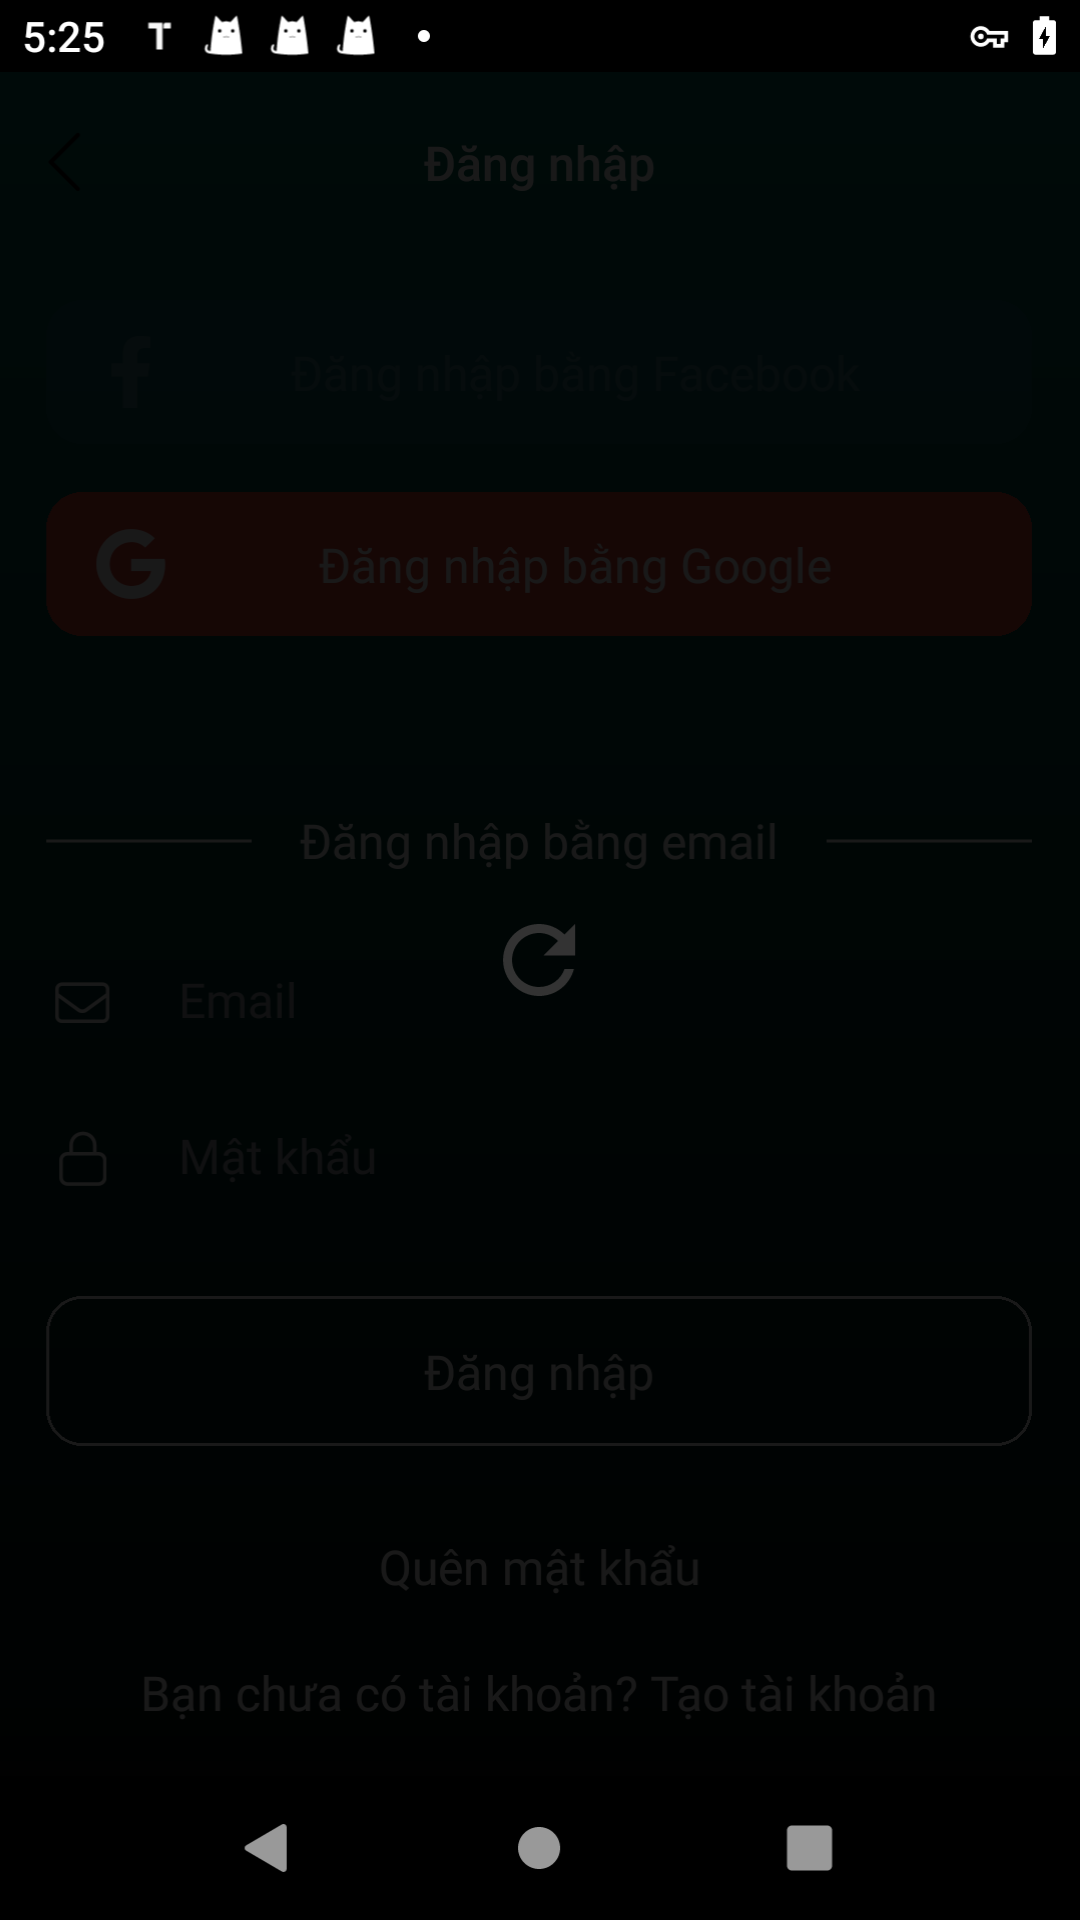 5:25
Đăng nhập
Đăng nhập bằng Facebook
Đăng nhập bằng Google
Đăng nhập bằng email
Email
Mật khẩu
Đăng nhập
Quên mật khẩu
Bạn chưa có tài khoản? Tạo tài khoản